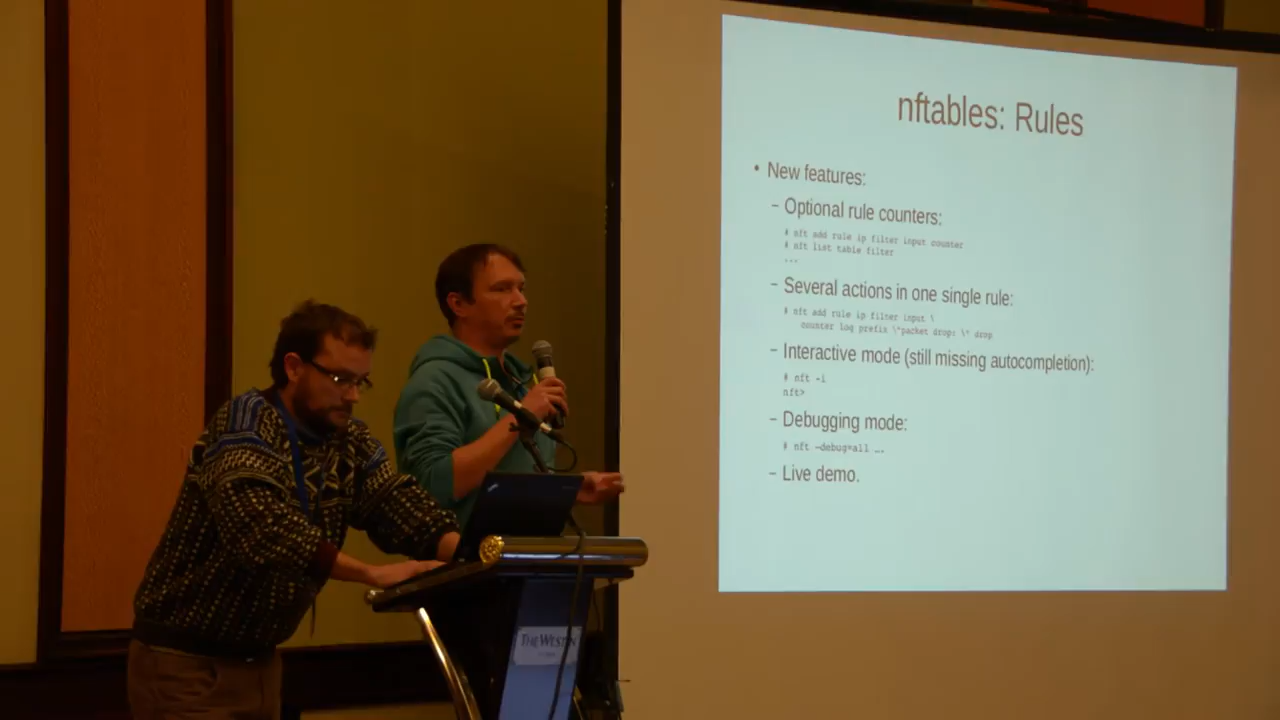 nftables: Rules
• New features:
– Optional rule counters:
# nft add rule ip filter input counter
# nft list table filter
...
– Several actions in one single rule:
# nft add rule ip filter input \
counter log prefix \"packet drop: \" drop
– Interactive mode (still missing autocompletion):
# nft -i
nft>
– Debugging mode:
# nft –debug=all …
– Live demo.
THE WESTIN